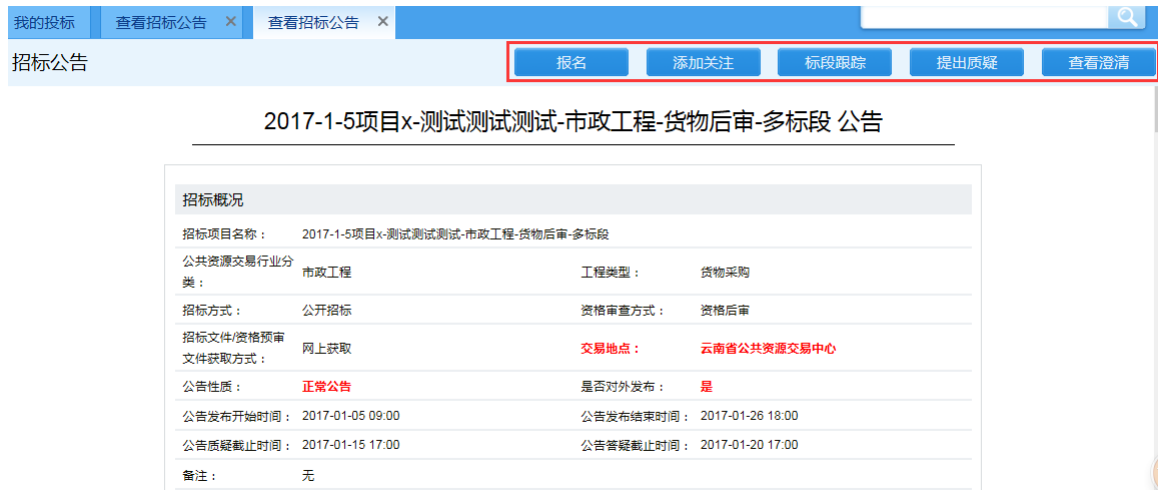 我的投标 查看招标公告 × 查看招标公告 ×
招标公告 报名 添加关注 标段跟踪 提出质疑 查看澄清
2017-1-5项目x-测试测试测试-市政工程-货物后审-多标段 公告
招标概况
招标项目名称： 2017-1-5项目x-测试测试测试-市政工程-货物后审-多标段
公共资源交易行业分
类： 市政工程 工程类型： 货物采购
招标方式： 公开招标 资格审查方式： 资格后审
招标文件/资格预审
文件获取方式： 网上获取 交易地点： 云南省公共资源交易中心
公告性质： 正常公告 是否对外发布： 是
公告发布开始时间： 2017-01-05 09:00 公告发布结束时间： 2017-01-26 18:00
公告质疑截止时间： 2017-01-15 17:00 公告答疑截止时间： 2017-01-20 17:00
备注： 无